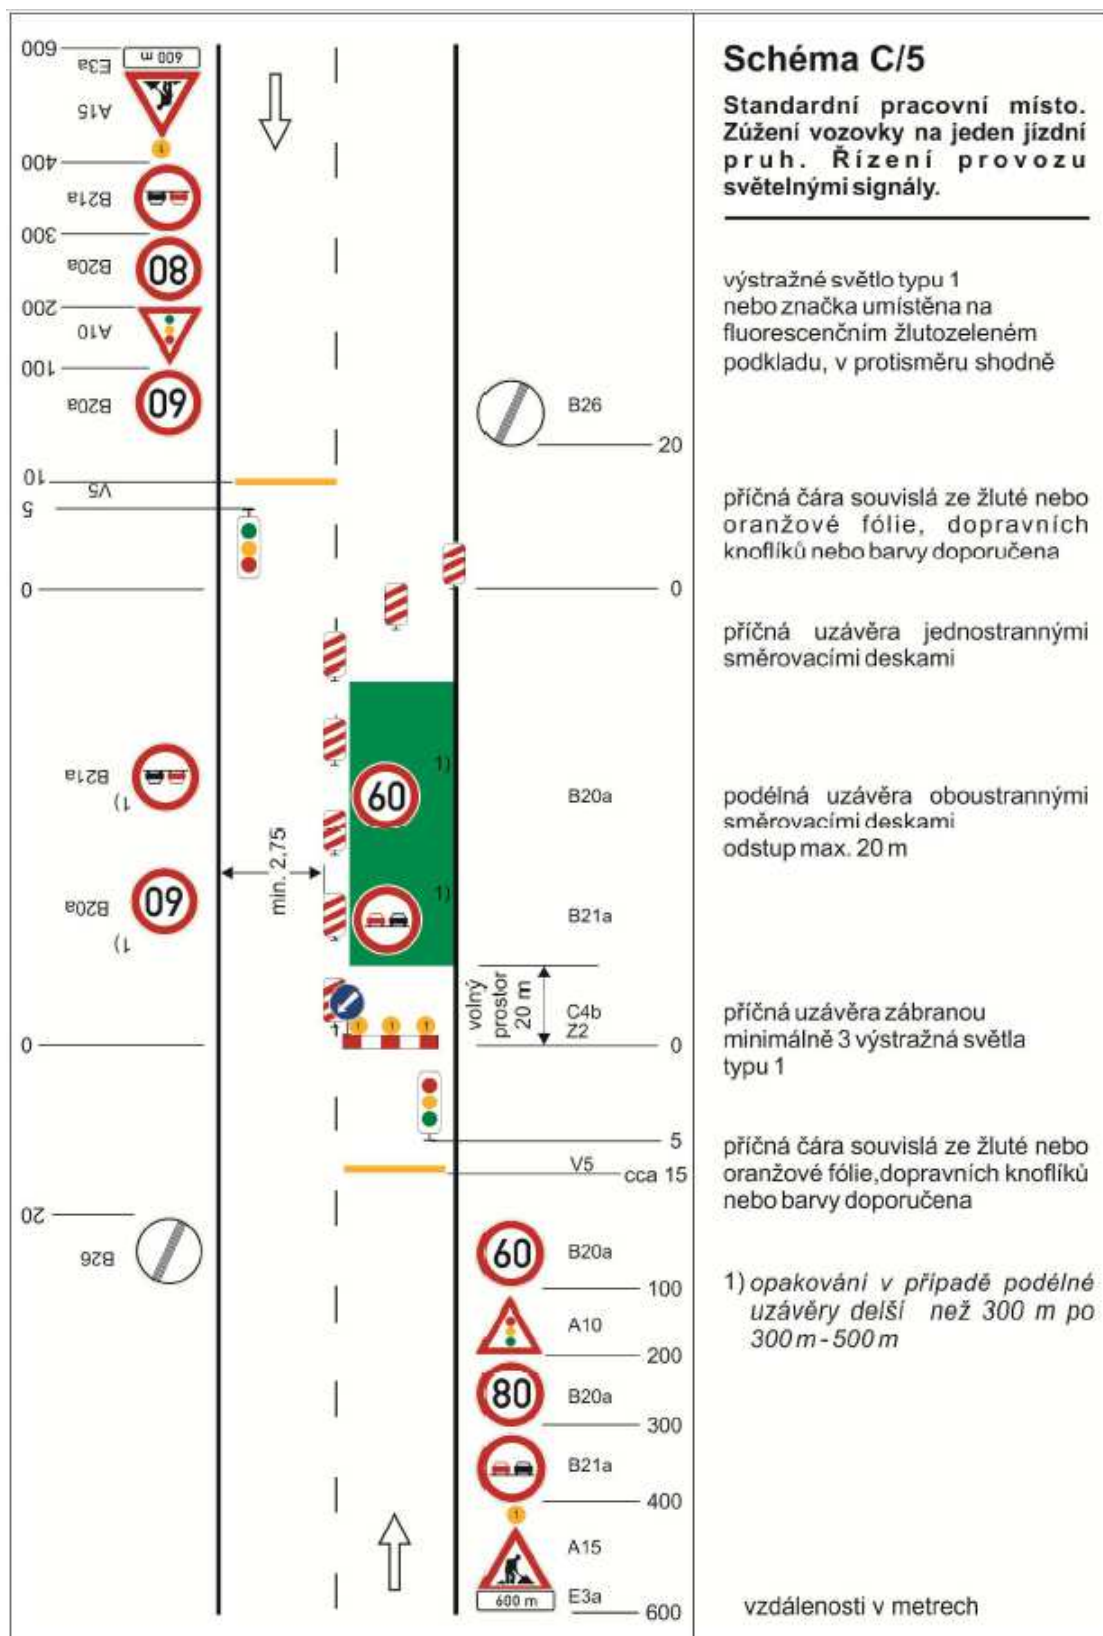 Schéma C/5
Standardní pracovní místo.
Zúžení vozovky na jeden jízdní
pruh. Řízení provozu
světelnými signály.
výstražné světlo typu 1
nebo značka umístěna na
fluorescenčním žlutozeleném
podkladu, v protisměru shodně
příčná čára souvislá ze žluté nebo
oranžové fólie, dopravních
knoflíků nebo barvy doporučena
příčná uzávěra jednostrannými
směrovacími deskami
podélná uzávěra oboustrannými
směrovacími deskami
odstup max. 20 m
příčná uzávěra zábranou
minimálně 3 výstražná světla
typu 1
příčná čára souvislá ze žluté nebo
oranžové fólie,dopravních knoflíků
nebo barvy doporučena
1) opakování v případě podélné
uzávěry delší než 300 m po
300 m - 500 m
vzdálenosti v metrech
600
E3a
600 m
A15
1
400
B21a
300
B20a
80
200
A10
100
B20a
60
10
V5
5
0
B21a
1)
B20a
60
1)
0
20
B26
min. 2,75
B26
20
0
1)
60
B20a
1)
B21a
volný
prostor
20 m
C4b
Z2
1 1 1
0
5
V5
cca 15
60
B20a
100
A10
200
80
B20a
300
B21a
400
1
A15
600 m
E3a
600